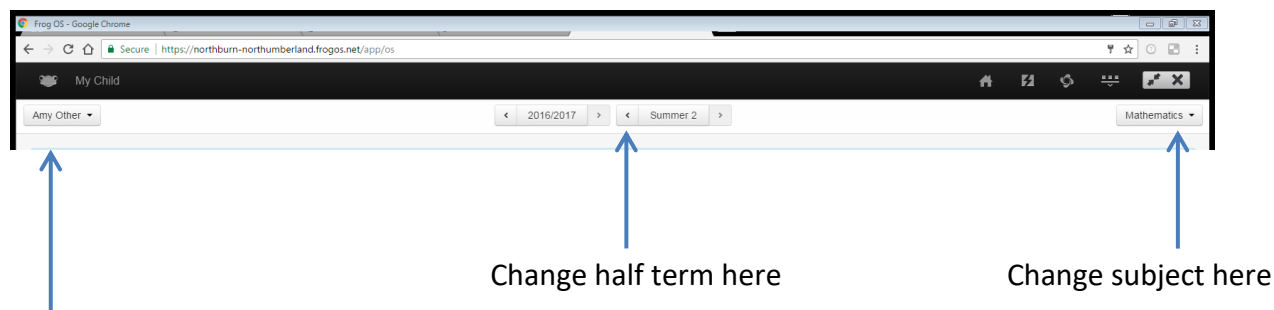 Frog OS - Google Chrome
Secure | https://northburn-northumberland.frogos.net/app/os
My Child
Amy Other 2016/2017 Summer 2 Mathematics
Change half term here Change subject here